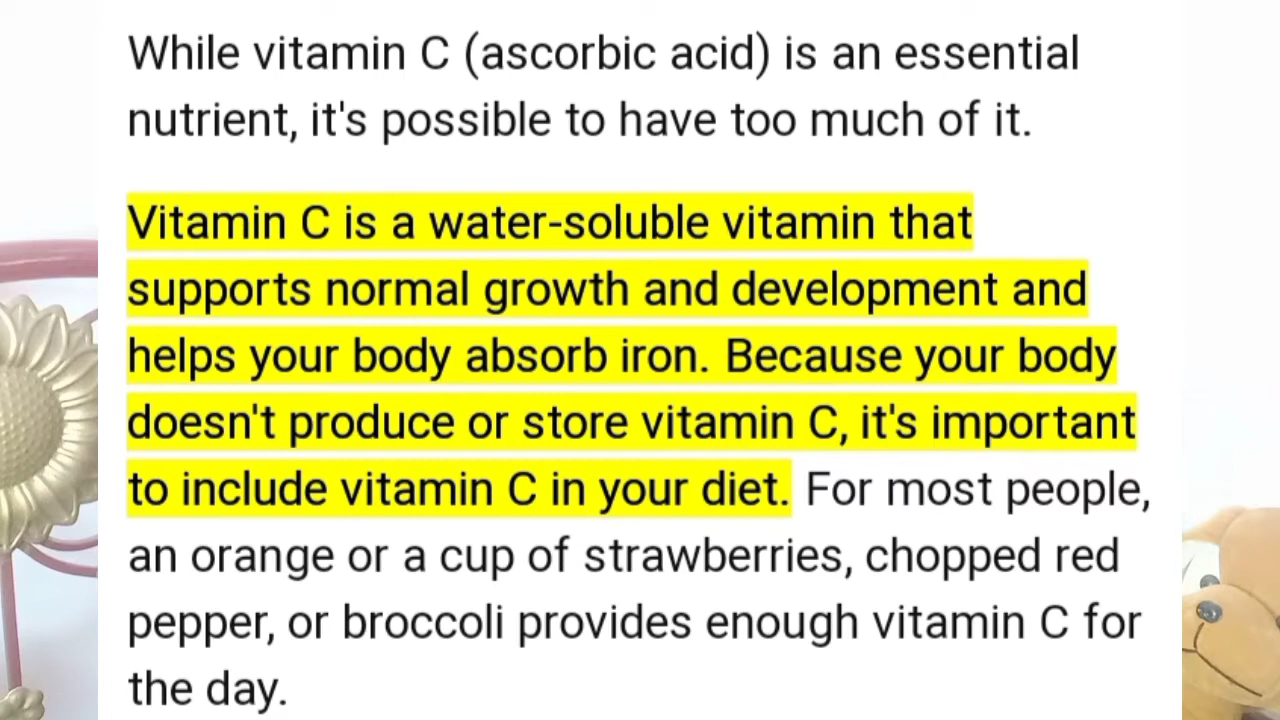 While vitamin C (ascorbic acid) is an essential
nutrient, it's possible to have too much of it.
Vitamin C is a water-soluble vitamin that
supports normal growth and development and
helps your body absorb iron. Because your body
doesn't produce or store vitamin C, it's important
to include vitamin C in your diet. For most people,
an orange or a cup of strawberries, chopped red
pepper, or broccoli provides enough vitamin C for
the day.